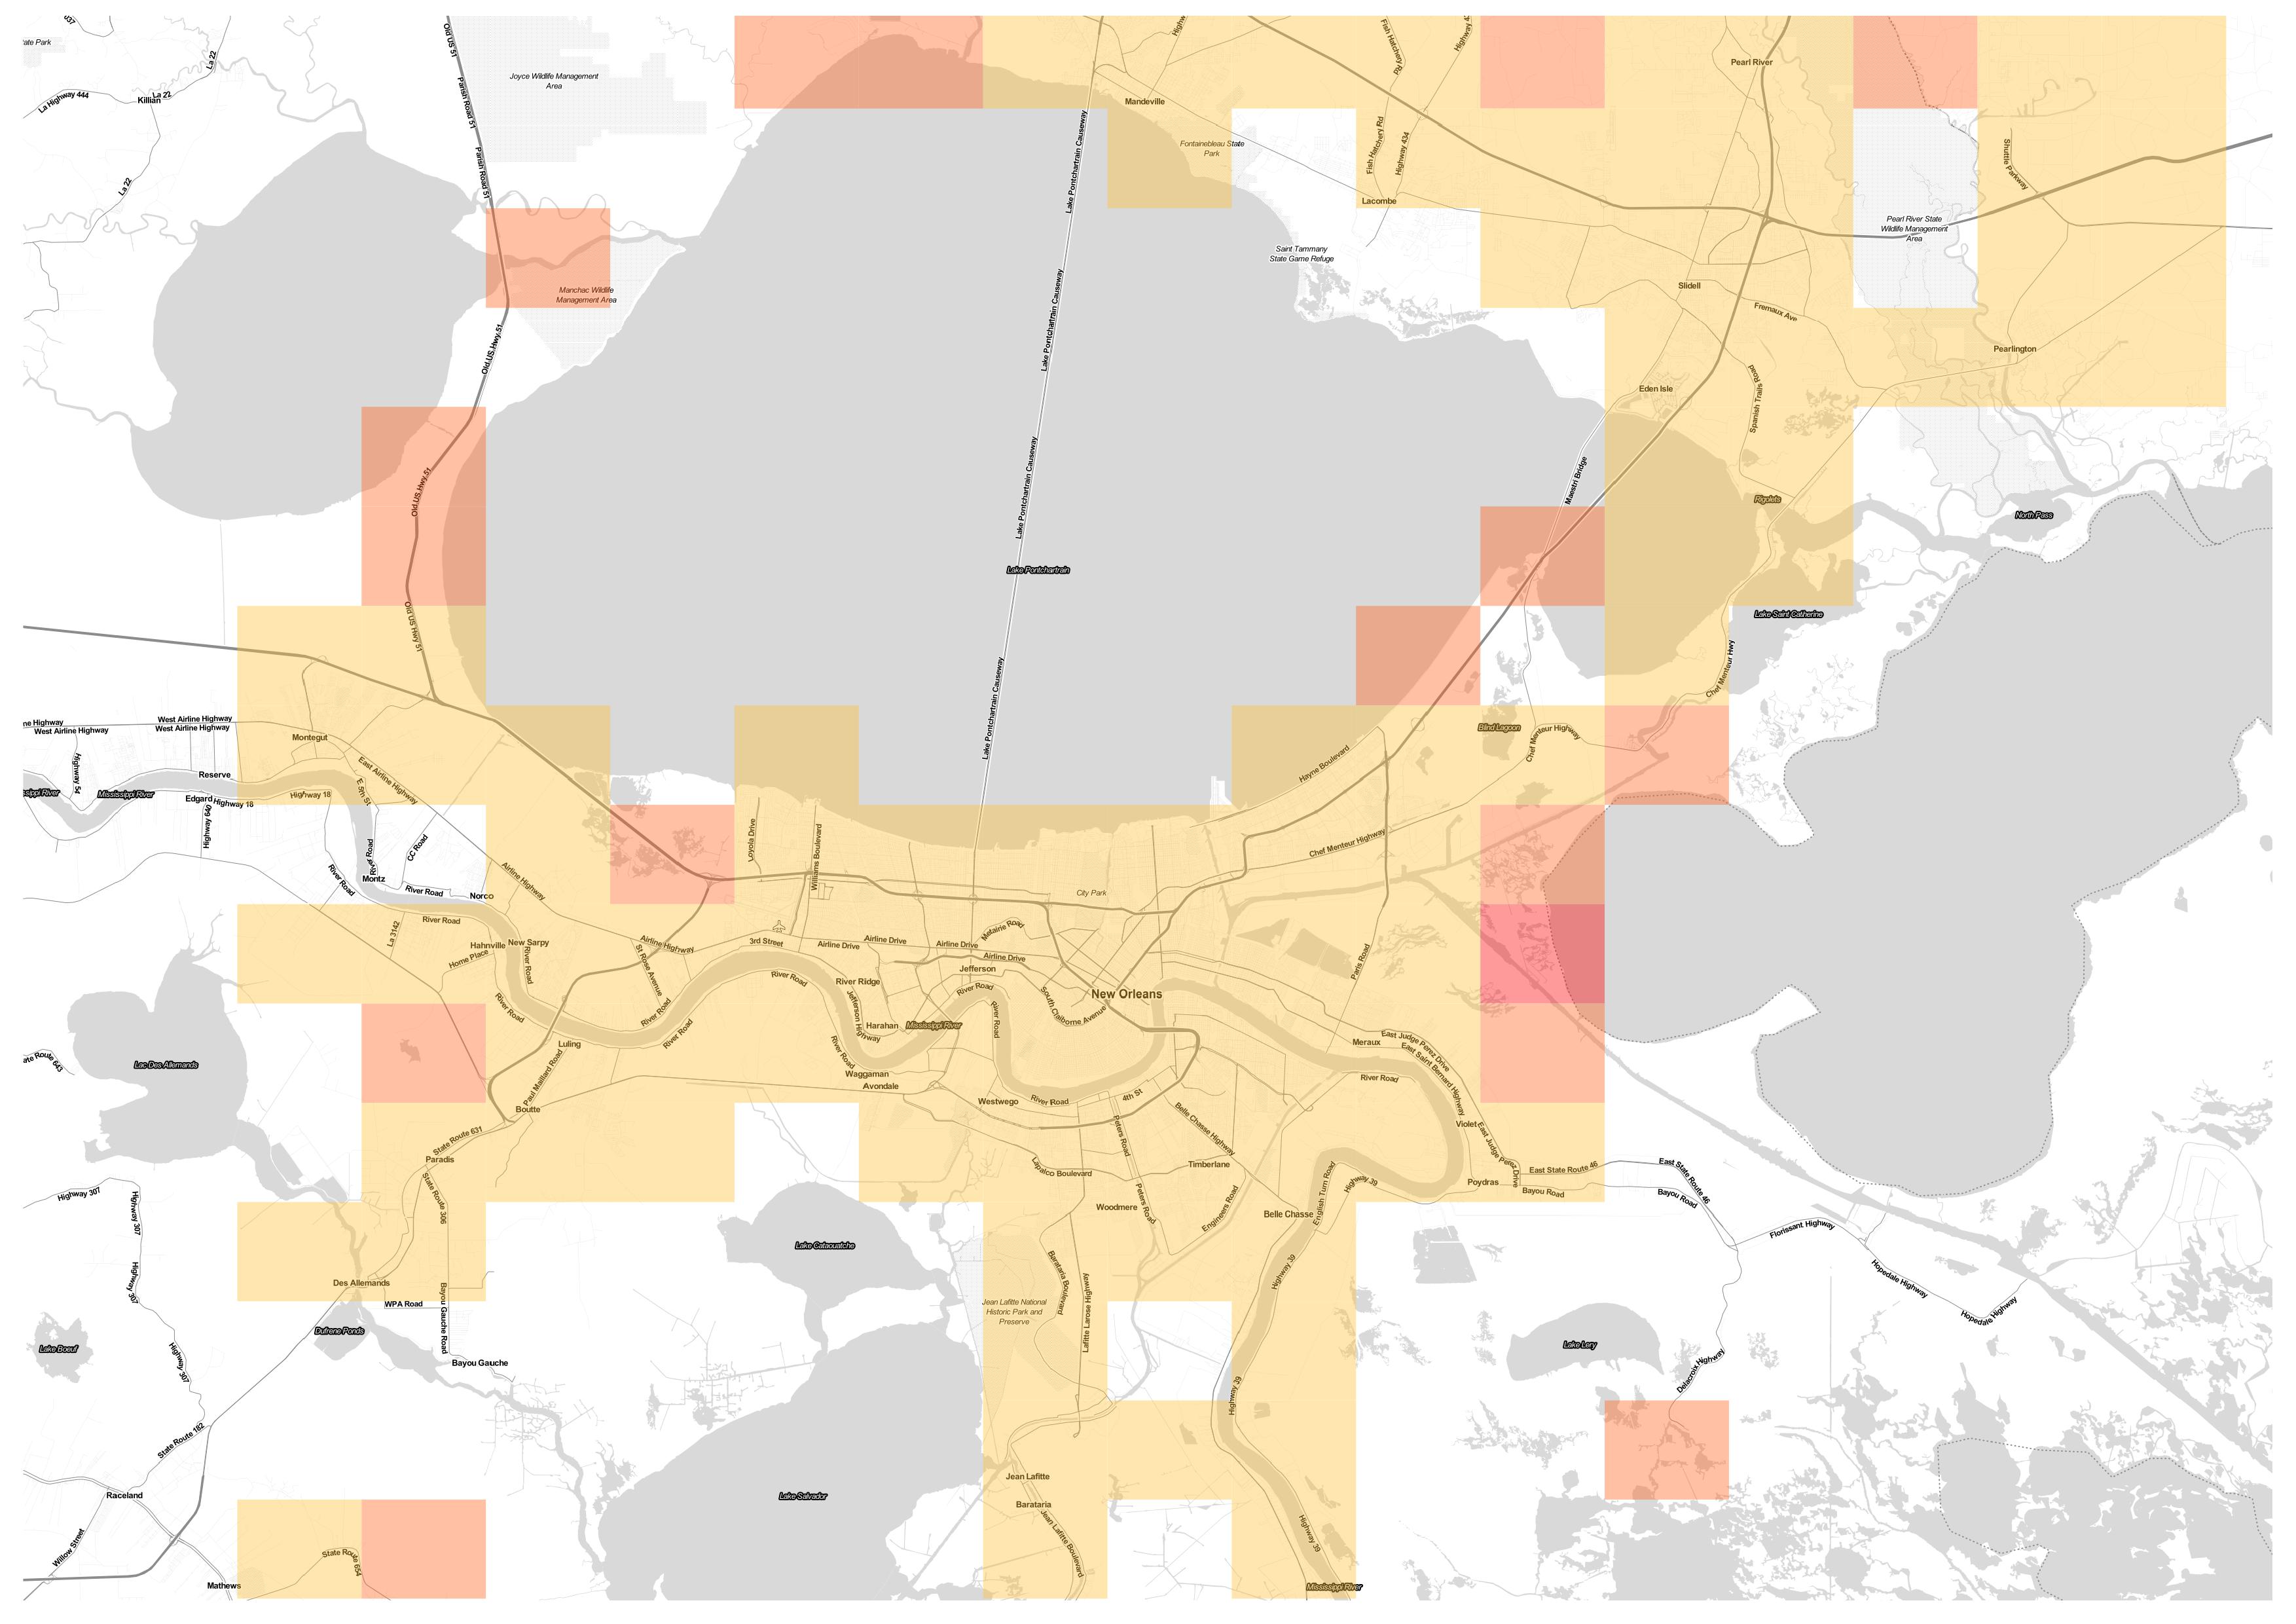 La 22
Old US 51
Highway 43
Fish Hatchery Rd
Pearl River
Joyce Wildlife Management
Area
La Highway 444
La 22
Killian
Parish Road 51
Mandeville
Lake Pontchartrain Causeway
Fontainebleau State
Park
Fish Hatchery Rd
Highway 434
Shuttle Parkway
Parish Road 51
La 22
Lacombe
Lake Pontchartrain Causeway
Pearl River State
Wildlife Management
Area
Saint Tammany
State Game Refuge
Manchac Wildlife
Management Area
Slidell
Fremaux Ave
Old US Hwy 51
Lake Pontchartrain Causeway
Pearlington
Eden Isle
Spanish Trails Road
Old US Hwy 51
Lake Pontchartrain Causeway
Maestri Bridge
Rigolets
North Pass
Lake Pontchartrain
Old US Hwy 51
Lake Saint Catherine
Chef Menteur Hwy
Lake Pontchartrain Causeway
West Airline Highway
West Airline Highway
West Airline Highway
Montegut
Blind Lagoon
Chef Menteur Highway
Chef Menteur Highway
Hayne Boulevard
East Airline Highway
Reserve
Highway 54
Mississippi River
Edgard
Highway 18
Highway 18
E 5th St
Highway 640
Loyola Drive
Williams Boulevard
Chef Menteur Highway
River Road
CC Road
River Road
Montz
River Road
Norco
Airline Highway
City Park
River Road
La 3142
Hahnville
New Sarpy
Home Place
River Road
Airline Highway
3rd Street
Airline Drive
Airline Drive
Airline Drive
Metairie Road
Airline Drive
Jefferson
Paris Road
St Rose Avenue
River Road
River Ridge
River Road
New Orleans
River Road
River Road
River Road
Jefferson Highway
Harahan
Mississippi River
River Road
South Claiborne Avenue
Luling
River Road
Waggaman
Avondale
Meraux
East Judge Perez Drive
East Saint Bernard Highway
River Road
Lac Des Allemands
State Route 643
Paul Maillard Road
Boutte
Westwego
River Road
4th St
Belle Chasse Highway
Peters Road
Violet
East Judge Perez Drive
State Route 631
Paradis
State Route 306
Lapalco Boulevard
Timberlane
Peters Road
Woodmere
Engineers Road
Belle Chasse
English Turn Road
Highway 39
Poydras
East State Route 46
Bayou Road
East State Route 46
Bayou Road
Highway 307
Highway 307
Highway 307
Highway 307
Lake Cataouatche
Florissant Highway
Hopedale Highway
Hopedale Highway
Des Allemands
WPA Road
Bayou Gauche Road
Barataria Boulevard
Lafitte Larose Highway
Highway 39
Jean Lafitte National
Historic Park and
Preserve
Dufrene Ponds
Lake Boeuf
Bayou Gauche
Lake Lery
Delacroix Highway
Highway 39
State Route 182
Raceland
Jean Lafitte
Lake Salvador
Barataria
Jean Lafitte Boulevard
Willow Street
State Route 654
Mathews
Highway 39
Mississippi River